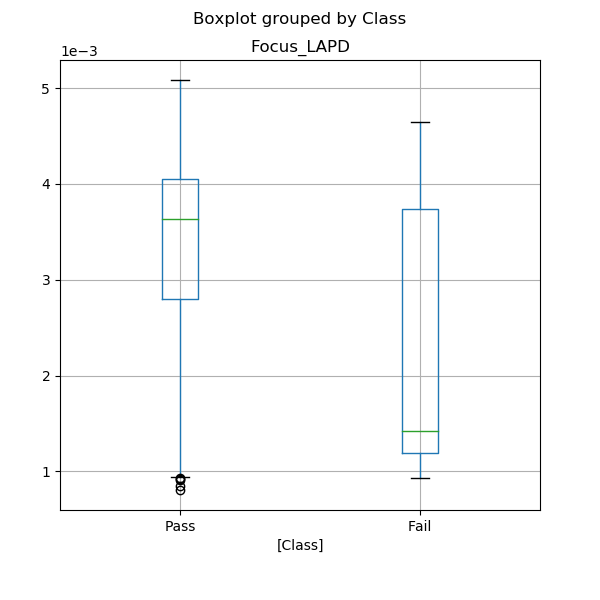 Boxplot grouped by Class
Focus_LAPD
1e−3
5
4
3
2
1
Pass Fail
[Class]